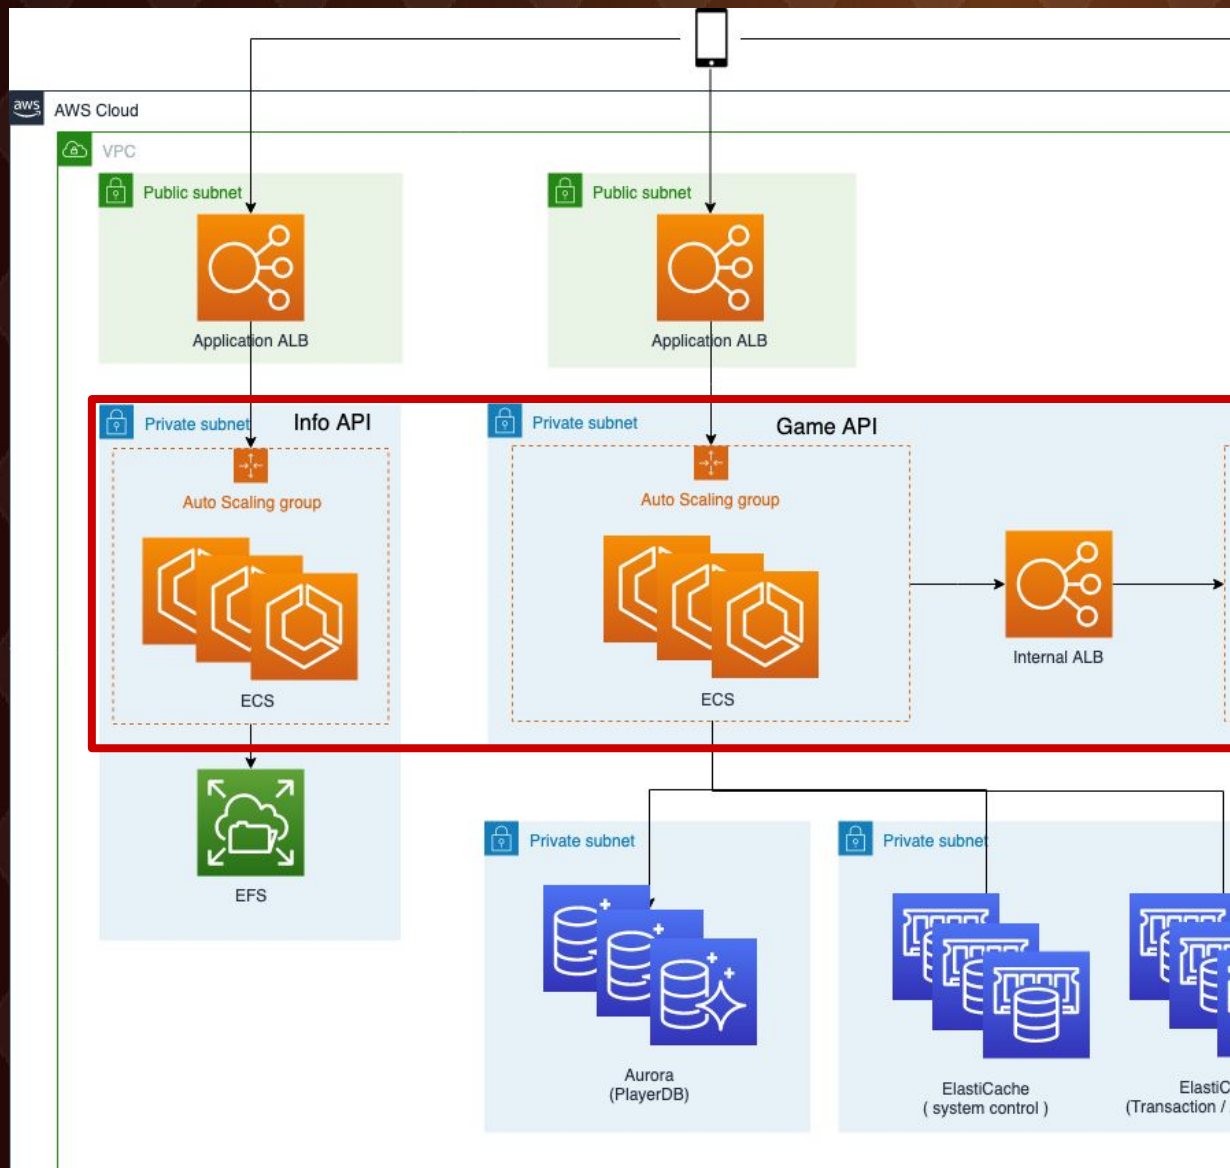 aws
AWS Cloud
VPC
Public subnet
Public subnet
Application ALB
Application ALB
Private subnet
Info API
Private subnet
Game API
Auto Scaling group
Auto Scaling group
ECS
ECS
Internal ALB
EFS
Private subnet
Private subnet
Aurora
(PlayerDB)
ElastiCache
( system control )
ElastiC
(Transaction /